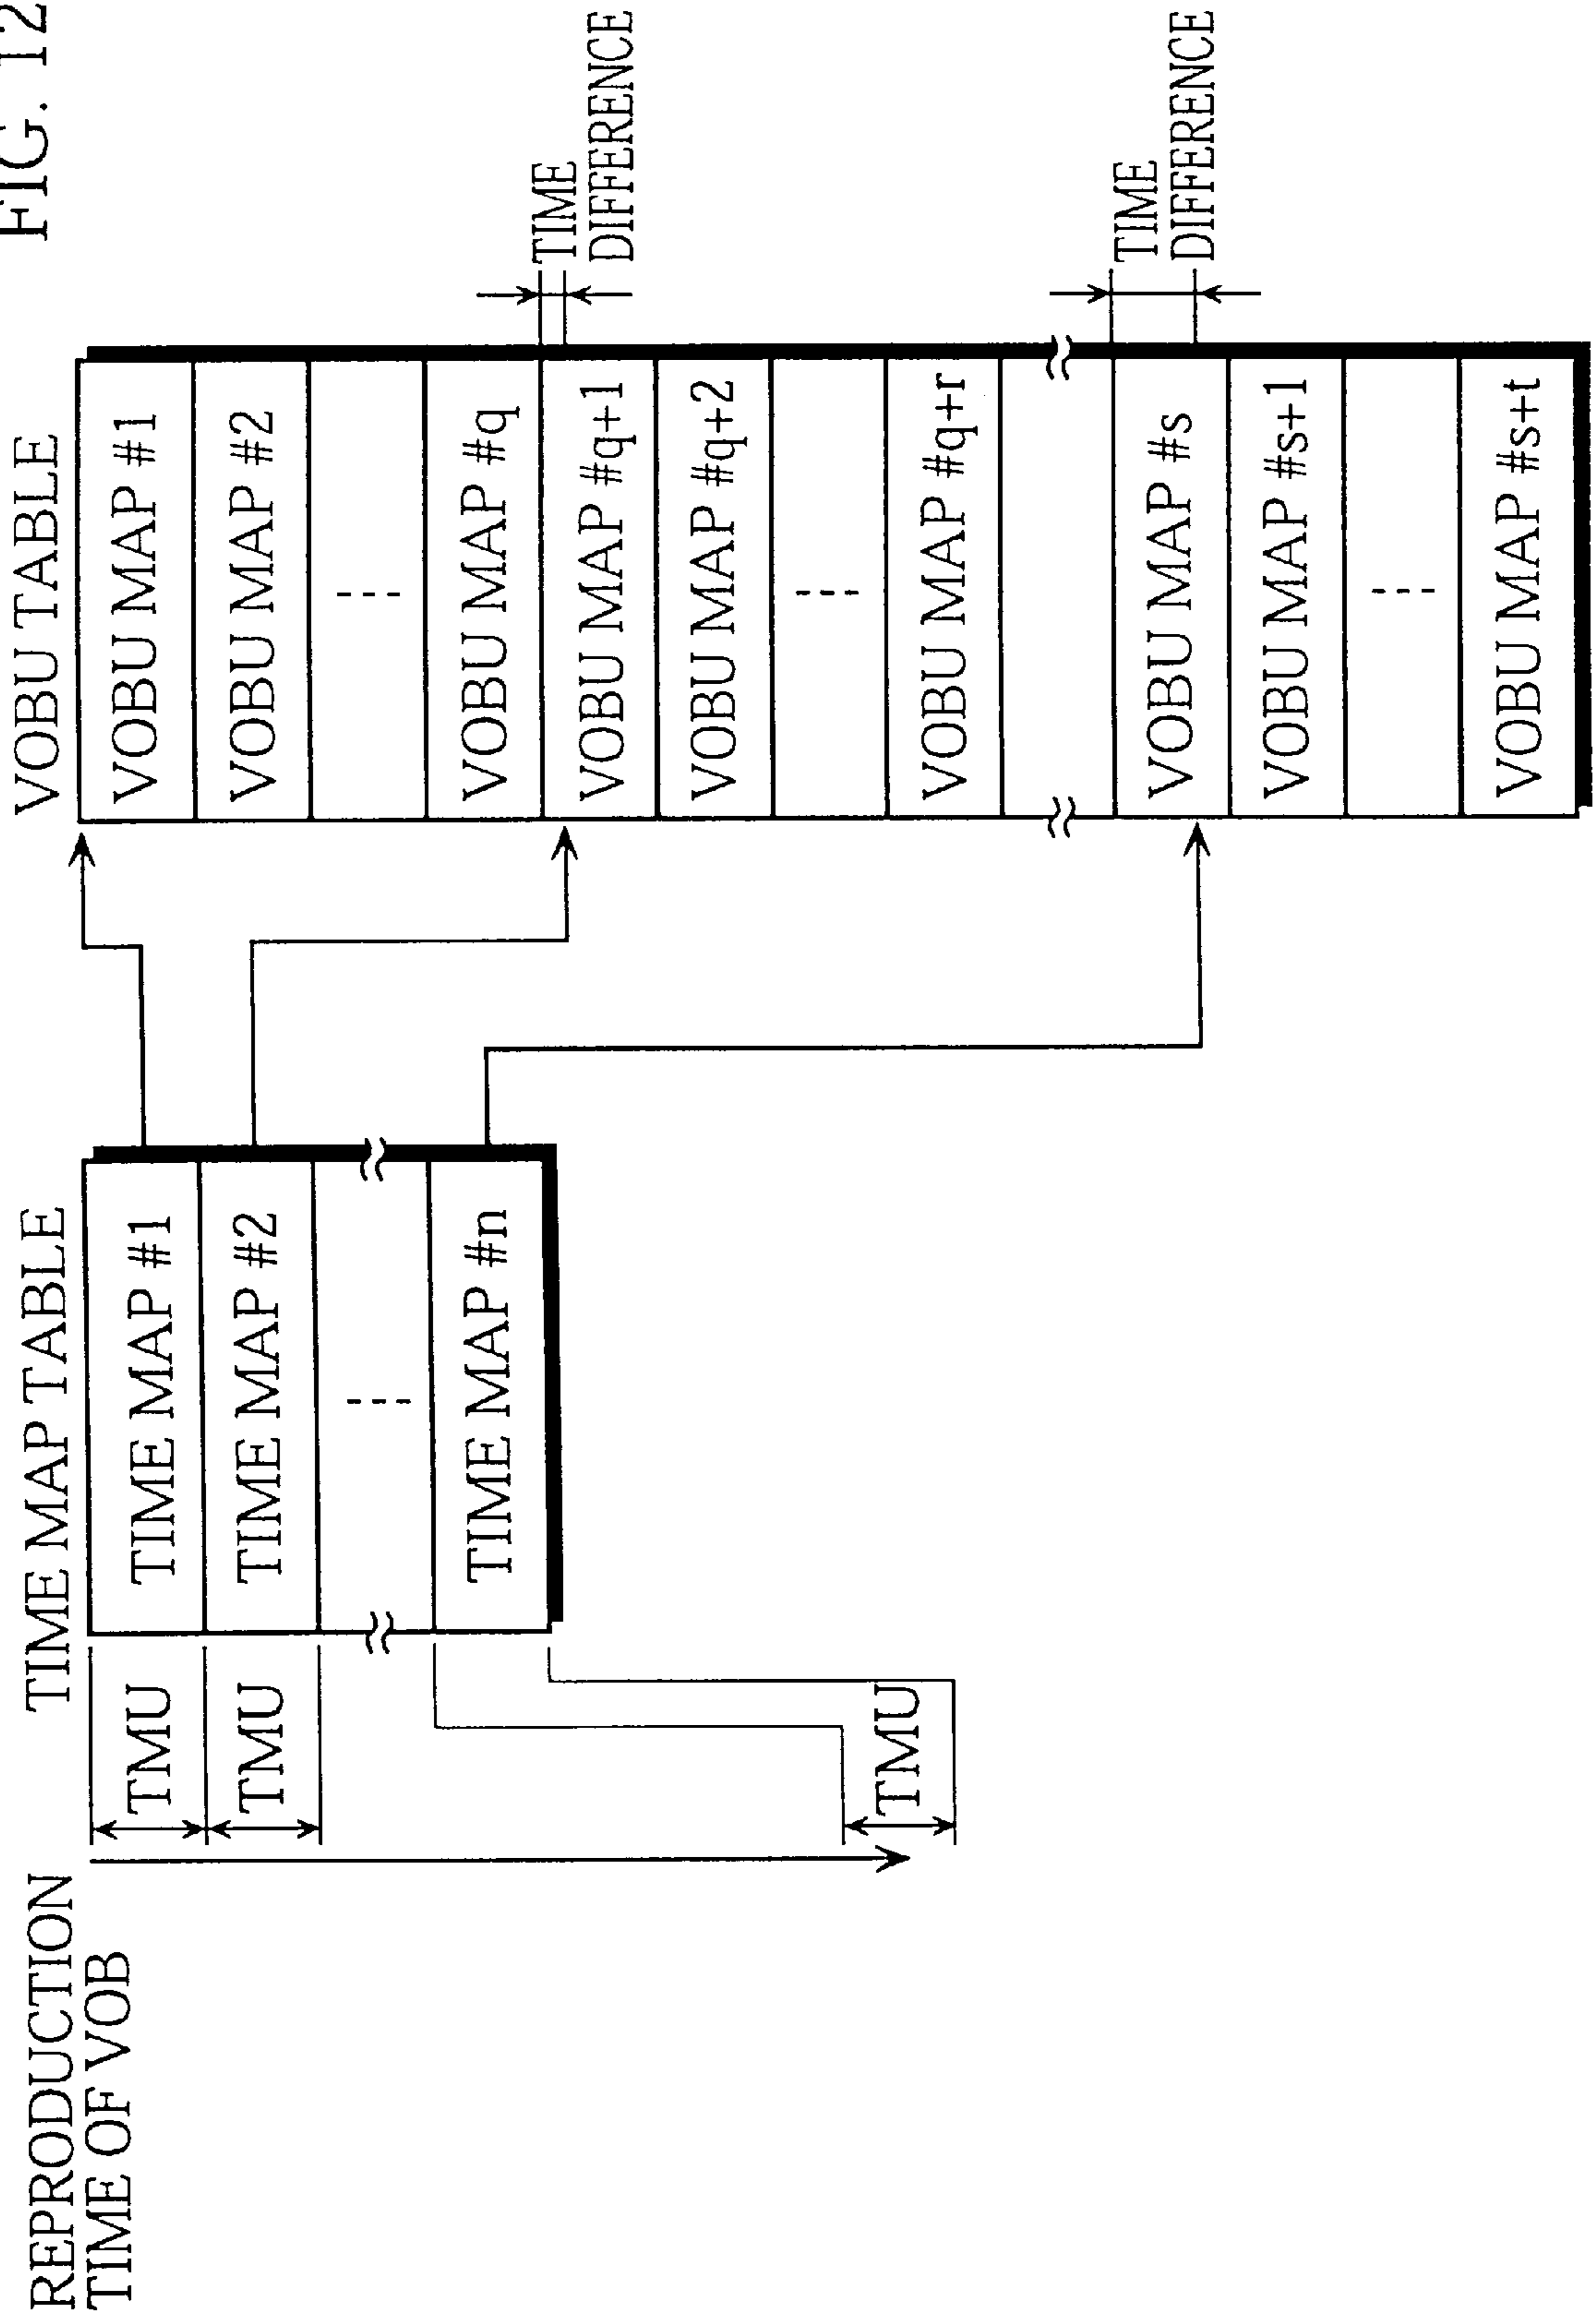 FIG. 12
REPRODUCTION
TIME OF VOB
TMU
TMU
TMU
TIME MAP TABLE
TIME MAP #1
TIME MAP #2
- - -
TIME MAP #n
VOBU TABLE
VOBU MAP #1
VOBU MAP #2
- - -
VOBU MAP #q
VOBU MAP #q+1
VOBU MAP #q+2
- - -
VOBU MAP #q+r
VOBU MAP #s
VOBU MAP #s+1
- - -
VOBU MAP #s+t
TIME
DIFFERENCE
TIME
DIFFERENCE